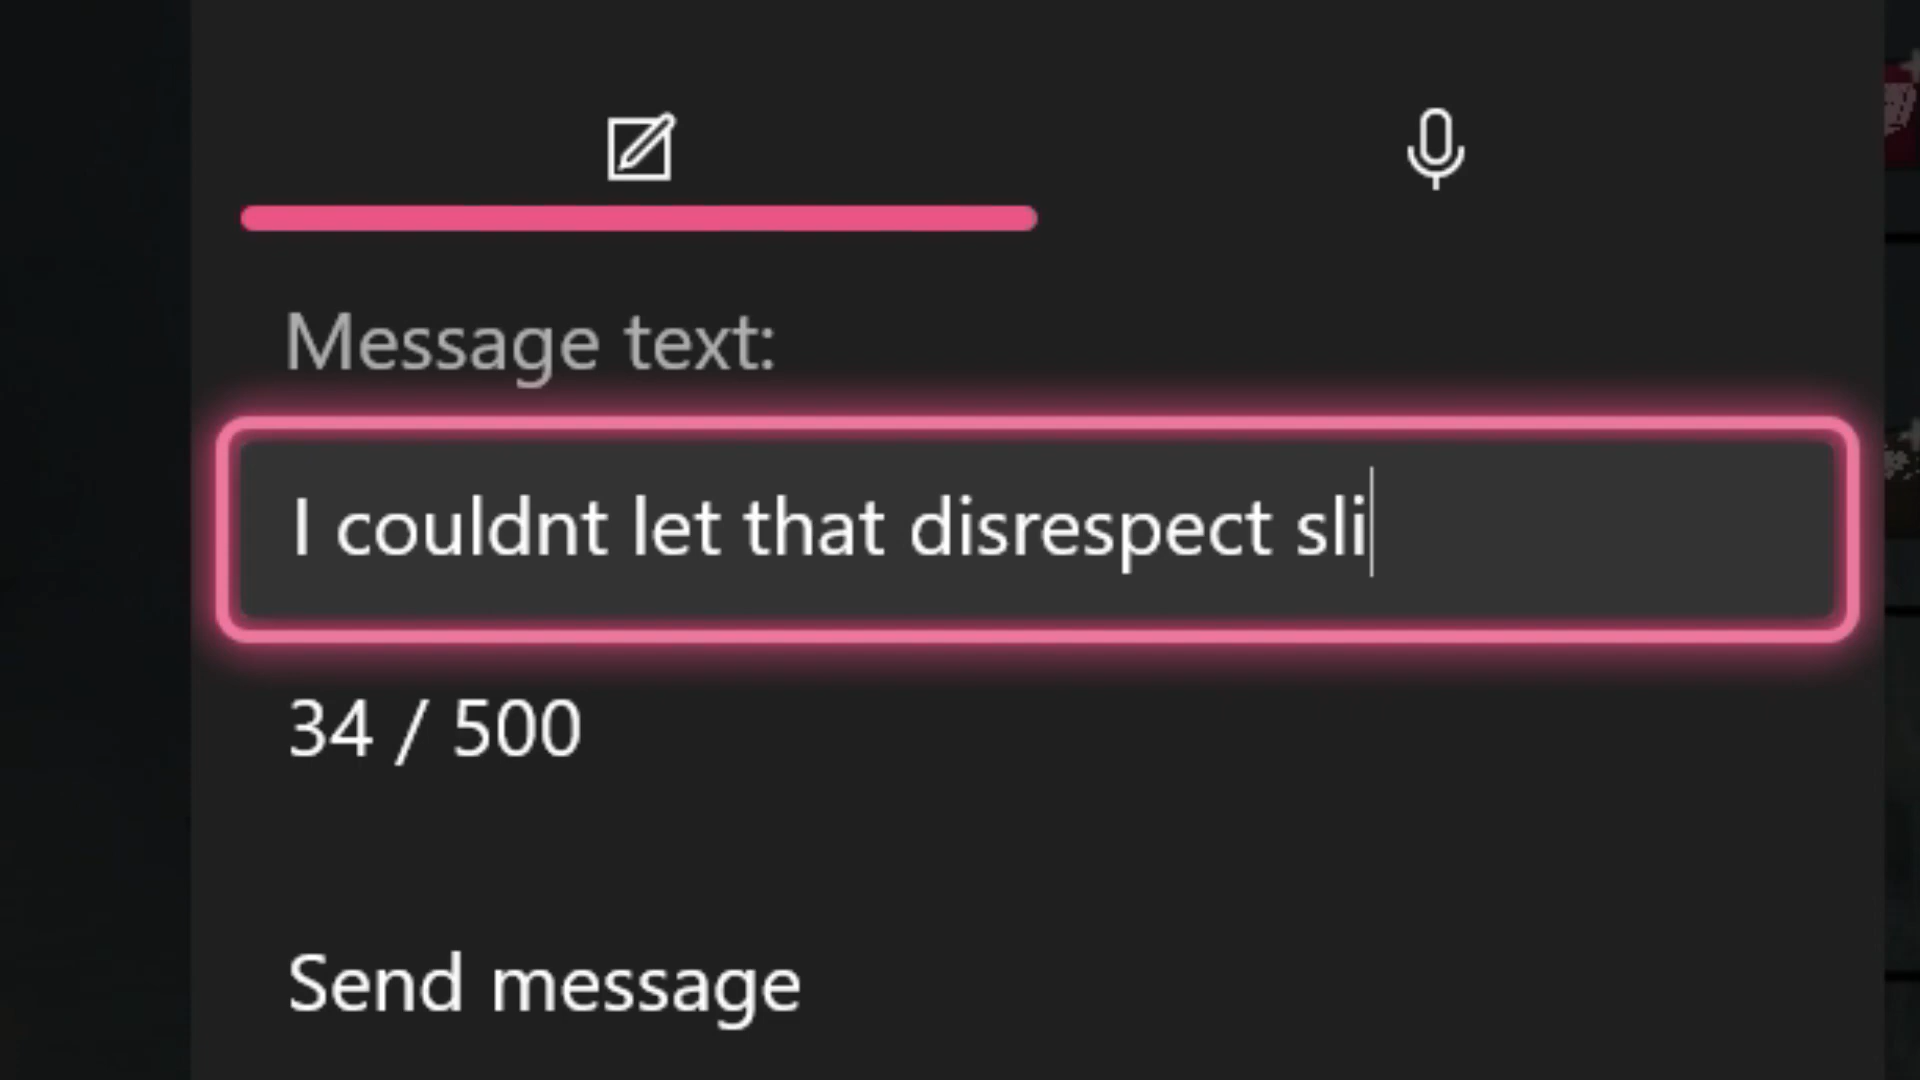 Message text:
I couldnt let that disrespect sli
34 / 500
Send message